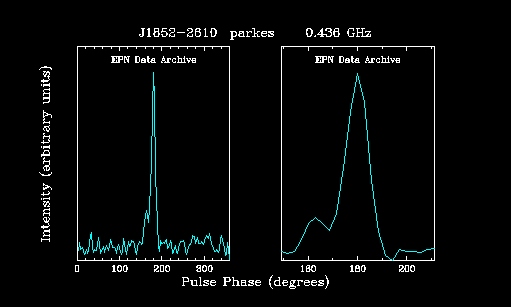 J1852-2610 parkes 0.436 GHz
EPN Data Archive EPN Data Archive
Intensity (arbitrary units)
0 100 200 300 180 190 200
Pulse Phase (degrees)